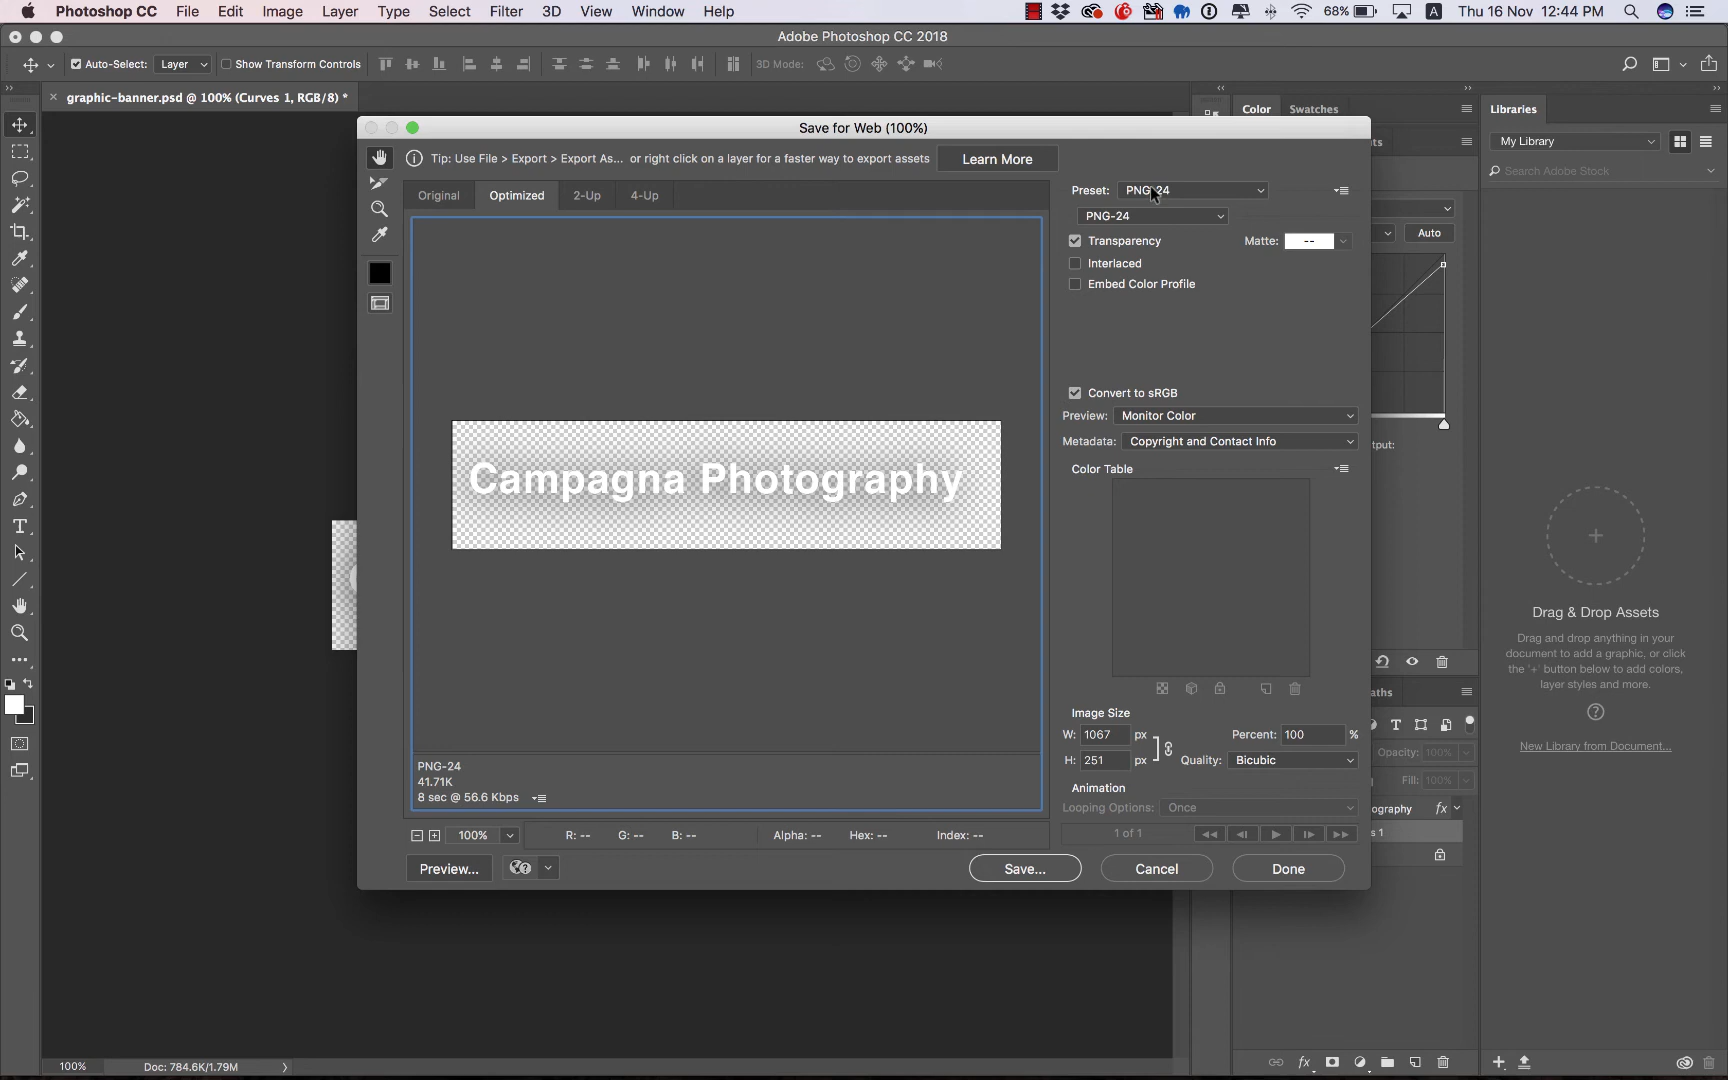 Photoshop CC File Edit Image Layer Type Select Filter 3D View Window Help 68% A Thu 16 Nov 12:44 PM
Adobe Photoshop CC 2018
Auto-Select: Layer Show Transform Controls 3D Mode:
graphic-banner.psd @ 100% (Curves 1, RGB/8) *
Color Swatches
Libraries
Save for Web (100%)
My Library
Tip: Use File > Export > Export As... or right click on a layer for a faster way to export assets Learn More
Search Adobe Stock
Original Optimized 2-Up 4-Up
Preset: PNG-24
PNG-24
Transparency Matte: --
Auto
Interlaced
Embed Color Profile
Convert to sRGB
Preview: Monitor Color
Metadata: Copyright and Contact Info
tput:
Color Table
Campagna Photography
Drag & Drop Assets
Drag and drop anything in your
document to add a graphic, or click
the '+' button below to add colors,
layer styles and more.
New Library from Document...
aths
Image Size
W: 1067 px Percent: 100 %
H: 251 px Quality: Bicubic
Opacity: 100%
Fill: 100%
Animation
Looping Options: Once
1 of 1
ography fx
s 1
PNG-24
41.71K
8 sec @ 56.6 Kbps
100% R: -- G: -- B: -- Alpha: -- Hex: -- Index: --
Preview... Save... Cancel Done
100% Doc: 784.6K/1.79M
fx